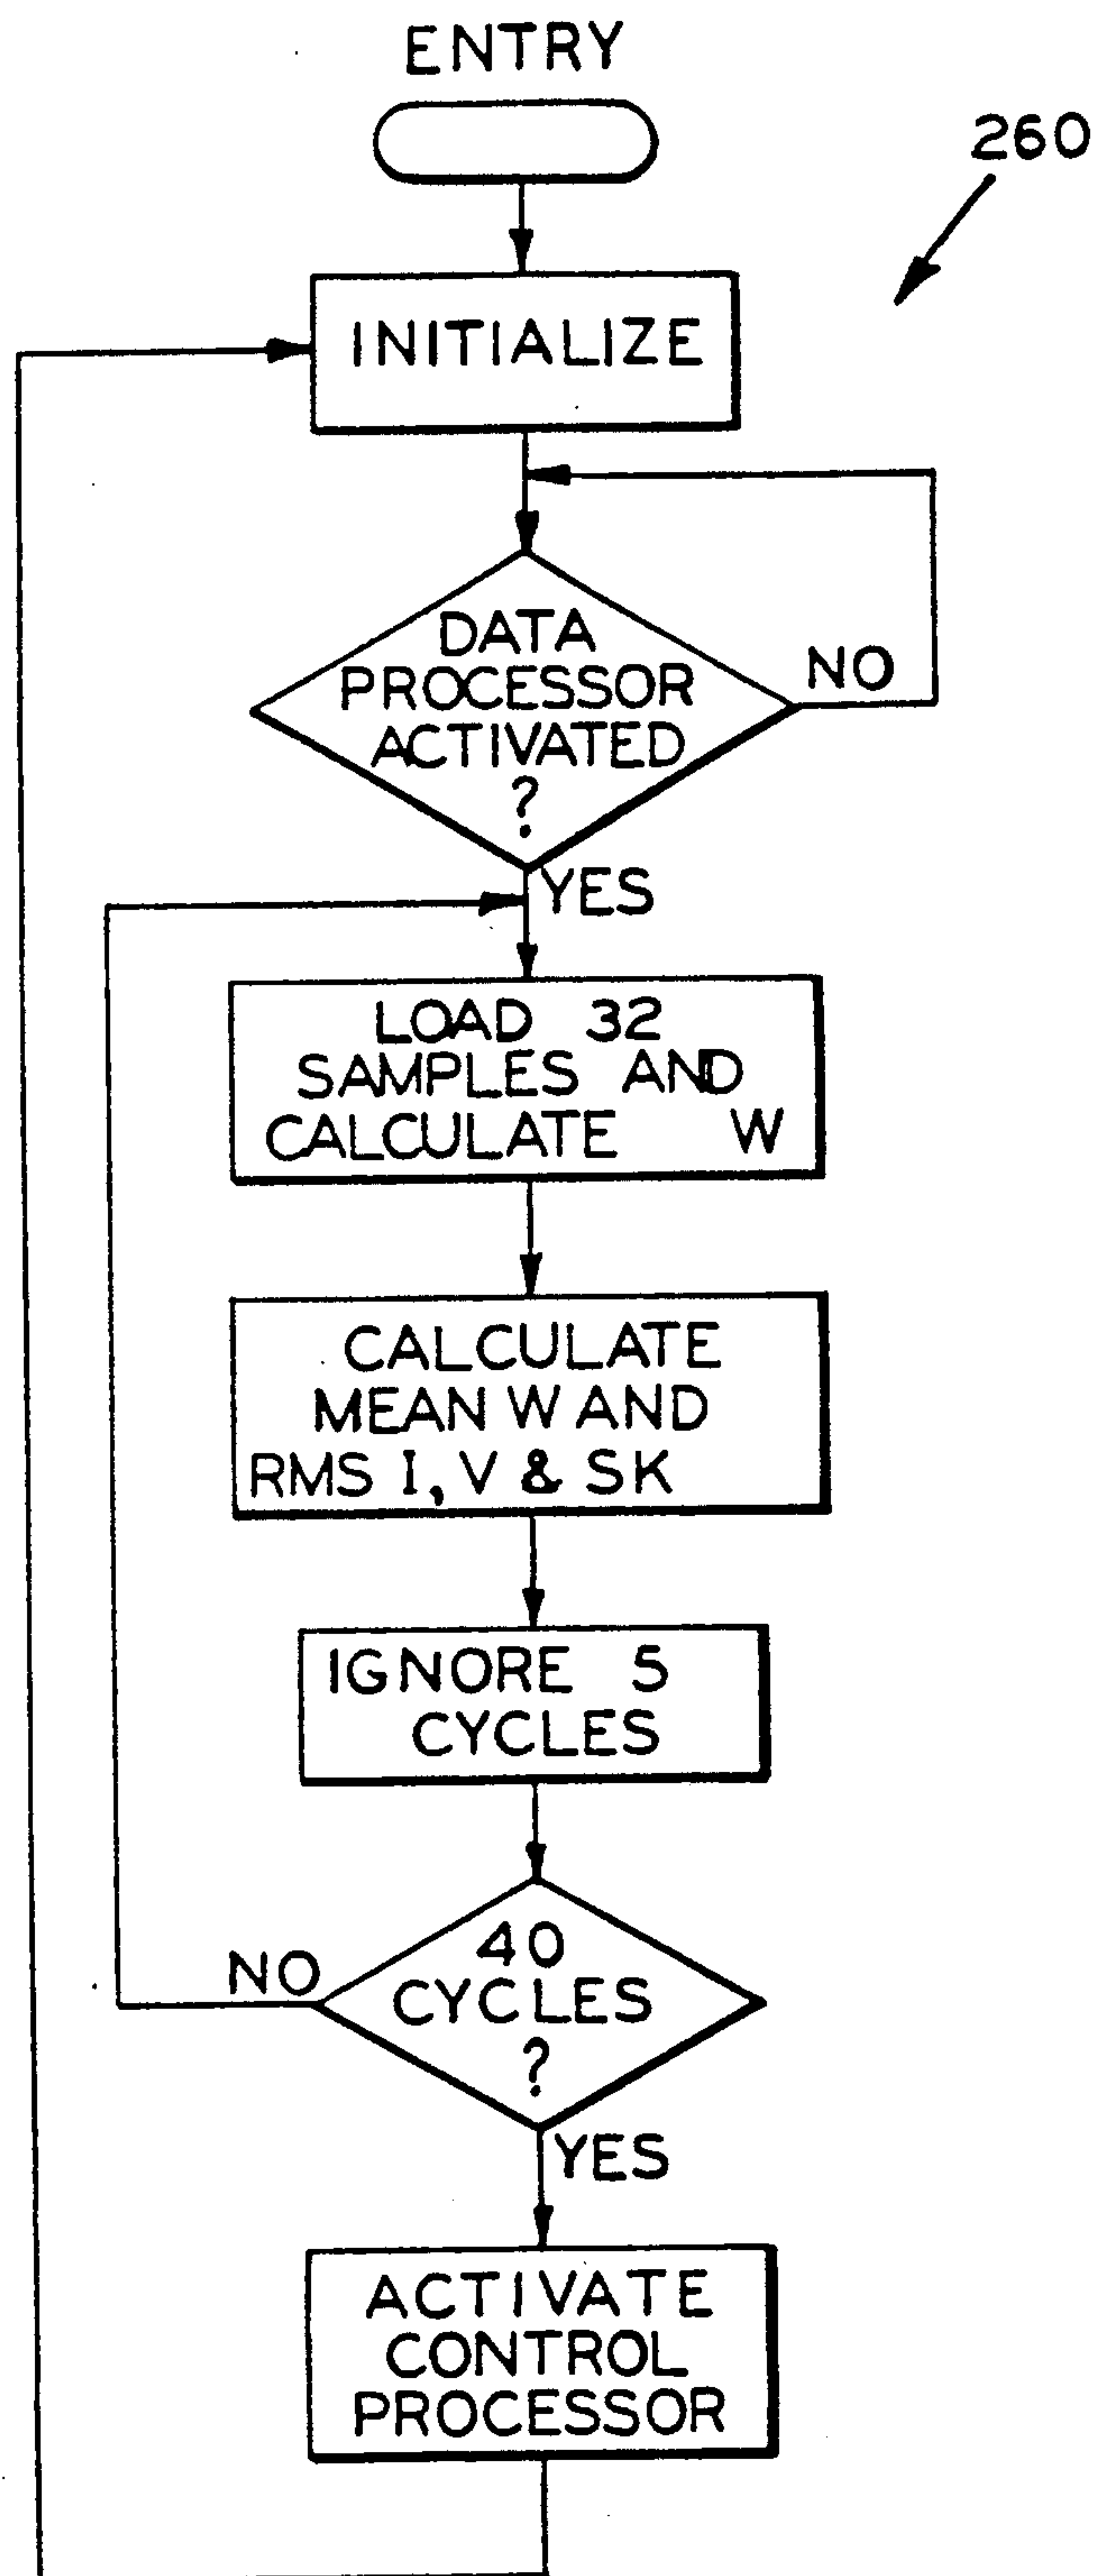 ENTRY
260
INITIALIZE
DATA
PROCESSOR
ACTIVATED
?
NO
YES
LOAD 32
SAMPLES AND
CALCULATE W
CALCULATE
MEAN W AND
RMS I, V & SK
IGNORE 5
CYCLES
40
CYCLES
?
NO
YES
ACTIVATE
CONTROL
PROCESSOR